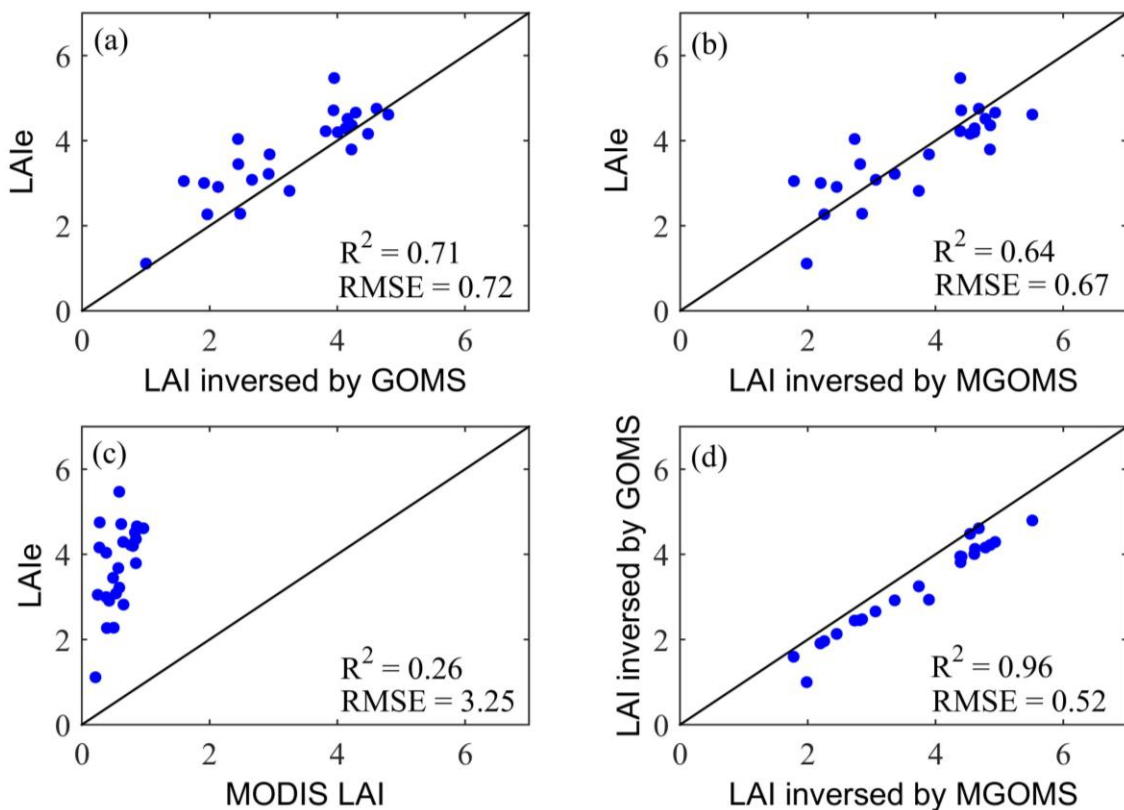 (a)
6
4
2
0
LAIe
R² = 0.71
RMSE = 0.72
0 2 4 6
LAI inversed by GOMS
(b)
6
4
2
0
LAIe
R² = 0.64
RMSE = 0.67
0 2 4 6
LAI inversed by MGOMS
(c)
6
4
2
0
LAIe
R² = 0.26
RMSE = 3.25
0 2 4 6
MODIS LAI
(d)
6
4
2
0
LAI inversed by GOMS
R² = 0.96
RMSE = 0.52
0 2 4 6
LAI inversed by MGOMS